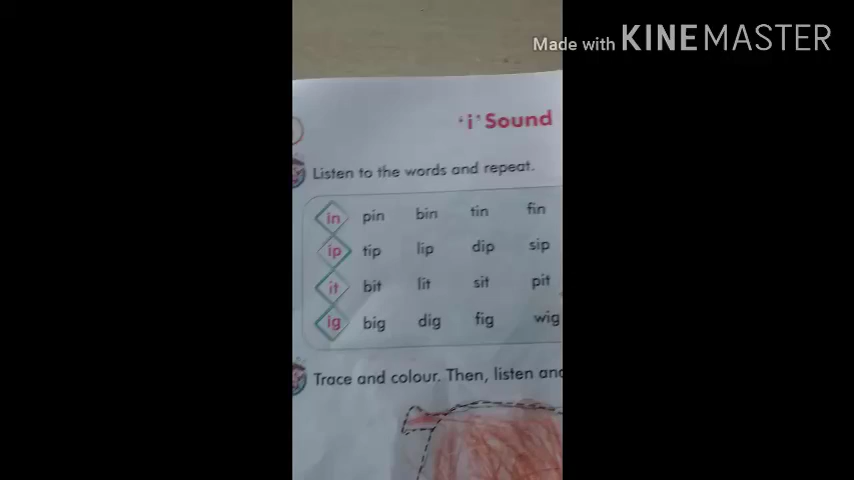 Made with KINEMASTER
'i' Sound
Listen to the words and repeat.
in pin bin tin fin
ip tip lip dip sip
it bit lit sit pit
ig big dig fig wig
Trace and colour. Then, listen